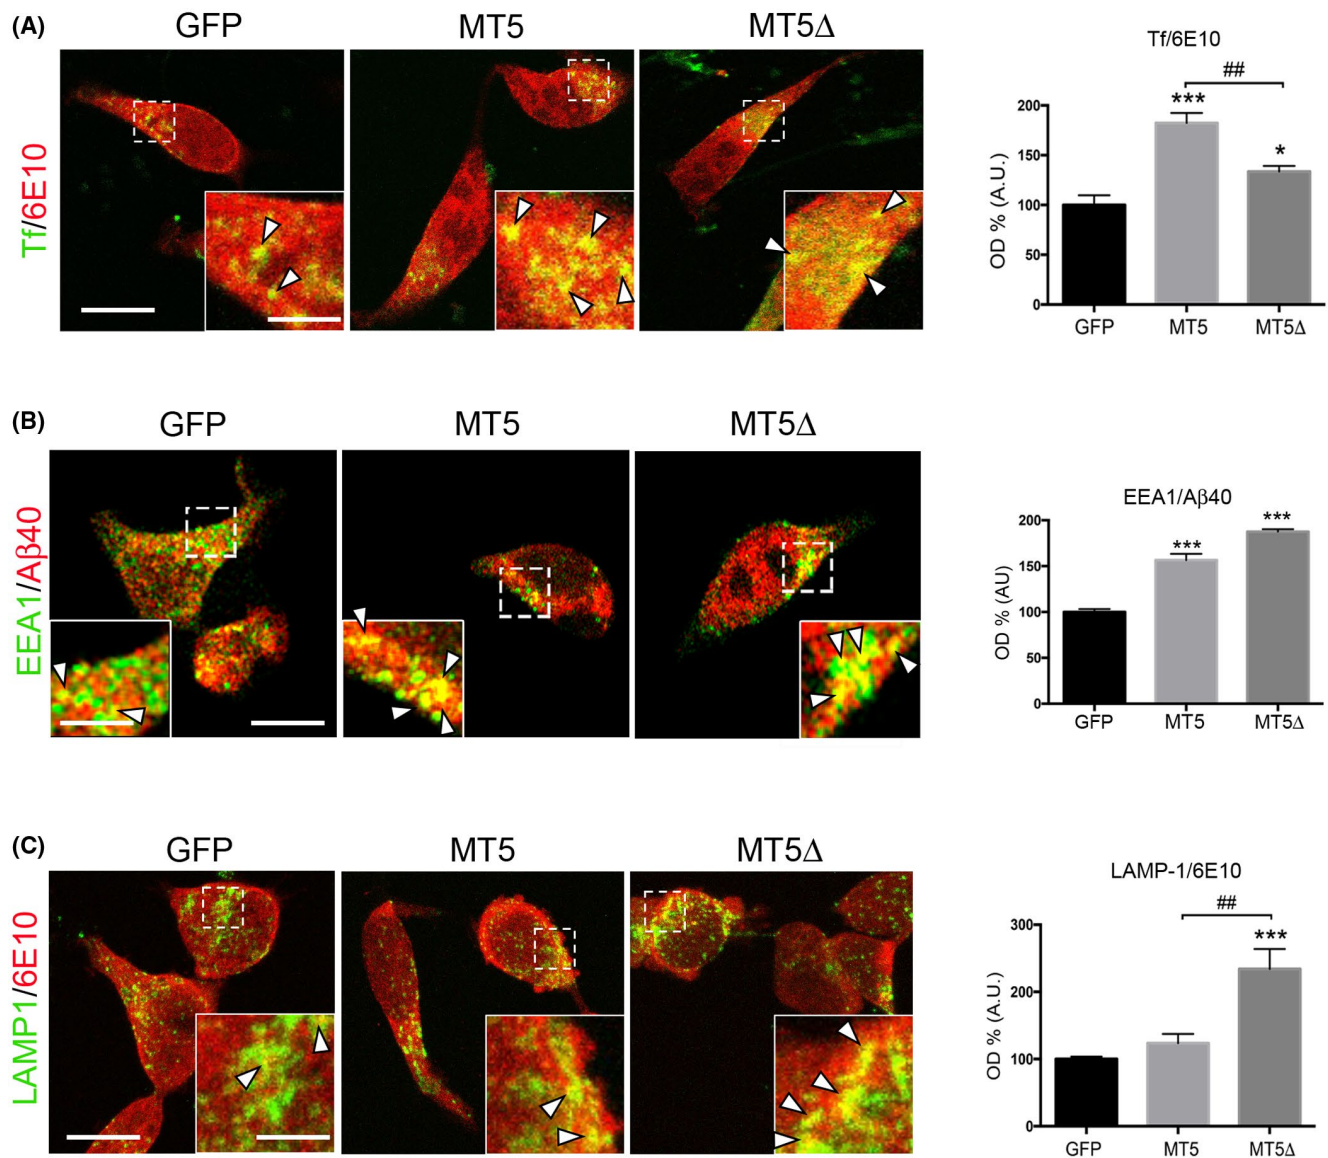 (A)
GFP
MT5
MT5Δ
Tf/6E10
Tf/6E10
##
***
*
200
150
100
50
0
OD % (A.U.)
GFP
MT5
MT5Δ
(B)
GFP
MT5
MT5Δ
EEA1/Aβ40
EEA1/Aβ40
***
***
200
150
100
50
0
OD % (AU)
GFP
MT5
MT5Δ
(C)
GFP
MT5
MT5Δ
LAMP1/6E10
LAMP-1/6E10
##
***
300
200
100
0
OD % (A.U.)
GFP
MT5
MT5Δ